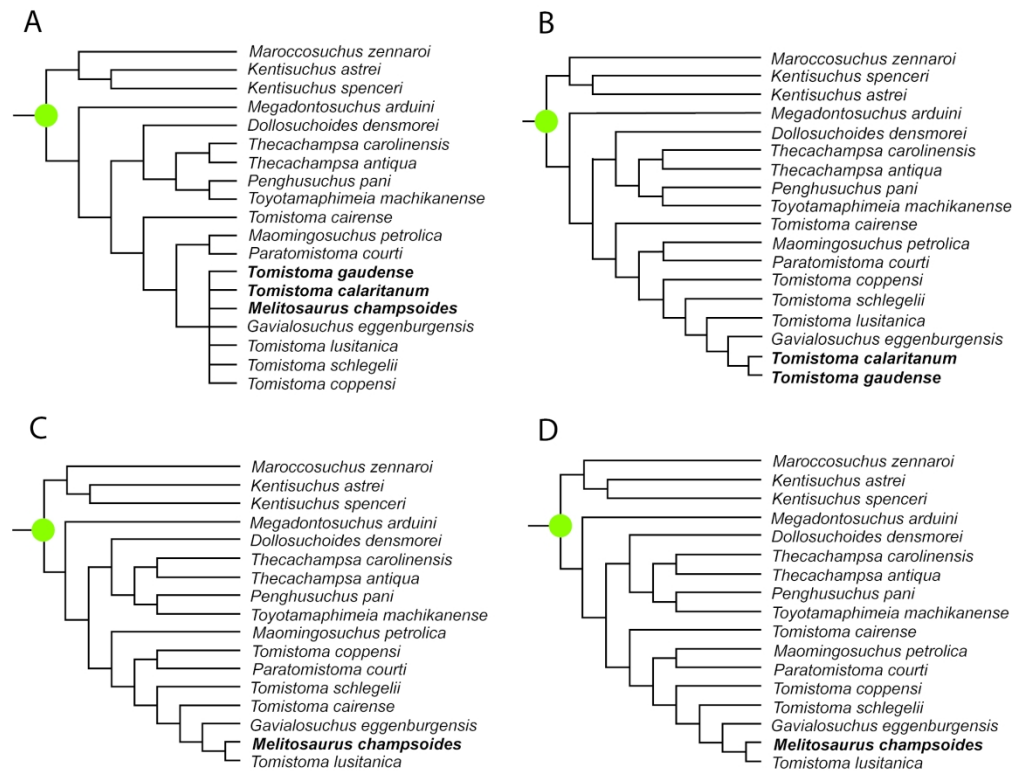 A
Maroccosuchus zennaroi
Kentisuchus astrei
Kentisuchus spenceri
Megadontosuchus arduini
Dollosuchoides densmorei
Thecachampsa carolinensis
Thecachampsa antiqua
Penghusuchus pani
Toyotamaphimeia machikanense
Tomistoma cairense
Maomingosuchus petrolica
Paratomistoma courti
Tomistoma gaudense
Tomistoma calaritanum
Melitosaurus champsoides
Gavialosuchus eggenburgensis
Tomistoma lusitanica
Tomistoma schlegelii
Tomistoma coppensi
B
Maroccosuchus zennaroi
Kentisuchus spenceri
Kentisuchus astrei
Megadontosuchus arduini
Dollosuchoides densmorei
Thecachampsa carolinensis
Thecachampsa antiqua
Penghusuchus pani
Toyotamaphimeia machikanense
Tomistoma cairense
Maomingosuchus petrolica
Paratomistoma courti
Tomistoma coppensi
Tomistoma schlegelii
Tomistoma lusitanica
Gavialosuchus eggenburgensis
Tomistoma calaritanum
Tomistoma gaudense
C
Maroccosuchus zennaroi
Kentisuchus astrei
Kentisuchus spenceri
Megadontosuchus arduini
Dollosuchoides densmorei
Thecachampsa carolinensis
Thecachampsa antiqua
Penghusuchus pani
Toyotamaphimeia machikanense
Maomingosuchus petrolica
Tomistoma coppensi
Paratomistoma courti
Tomistoma schlegelii
Tomistoma cairense
Gavialosuchus eggenburgensis
Melitosaurus champsoides
Tomistoma lusitanica
D
Maroccosuchus zennaroi
Kentisuchus astrei
Kentisuchus spenceri
Megadontosuchus arduini
Dollosuchoides densmorei
Thecachampsa carolinensis
Thecachampsa antiqua
Penghusuchus pani
Toyotamaphimeia machikanense
Tomistoma cairense
Maomingosuchus petrolica
Paratomistoma courti
Tomistoma coppensi
Tomistoma schlegelii
Gavialosuchus eggenburgensis
Melitosaurus champsoides
Tomistoma lusitanica